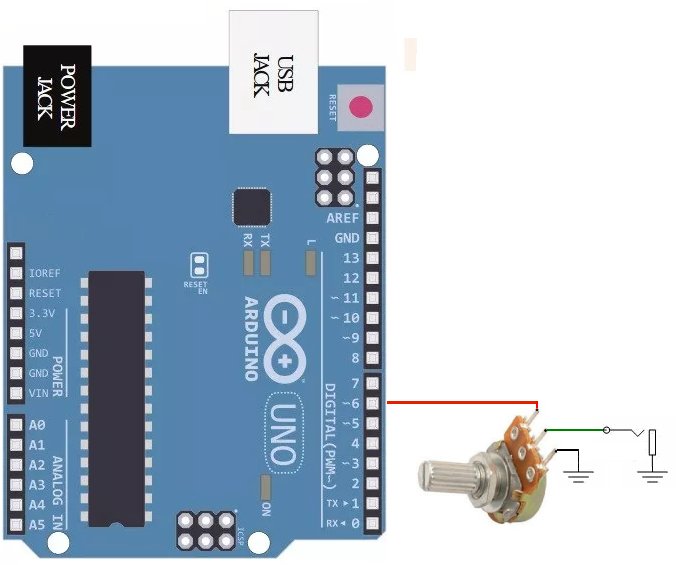 POWER
JACK
USB
JACK
RESET
AREF
GND
13
12
~ 11
~ 10
~9
8
7
~6
~5
4
~3
2
TX ► 1
RX ◄ 0
RX
TX
L
RESET
EN
IOREF
RESET
3.3V
5V
GND
GND
VIN
POWER
A0
A1
A2
A3
A4
A5
ANALOG IN
ARDUINO
UNO
DIGITAL (PWM~)
ON
ICSP